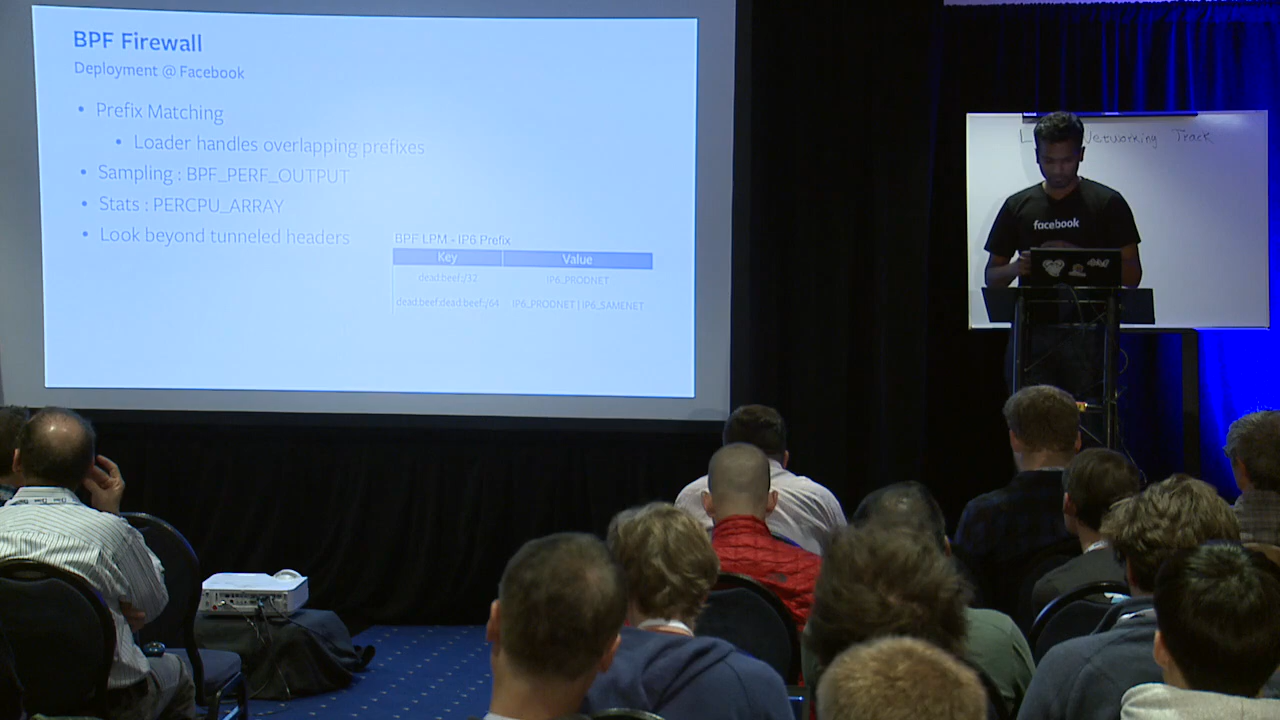 BPF Firewall
Deployment @ Facebook
• Prefix Matching
• Loader handles overlapping prefixes
• Sampling : BPF_PERF_OUTPUT
• Stats : PERCPU_ARRAY
• Look beyond tunneled headers
BPF LPM - IP6 Prefix
Key Value
dead:beef::/32 IP6_PRODNET
dead:beef:dead:beef::/64 IP6_PRODNET | IP6_SAMENET
Networking Track
facebook